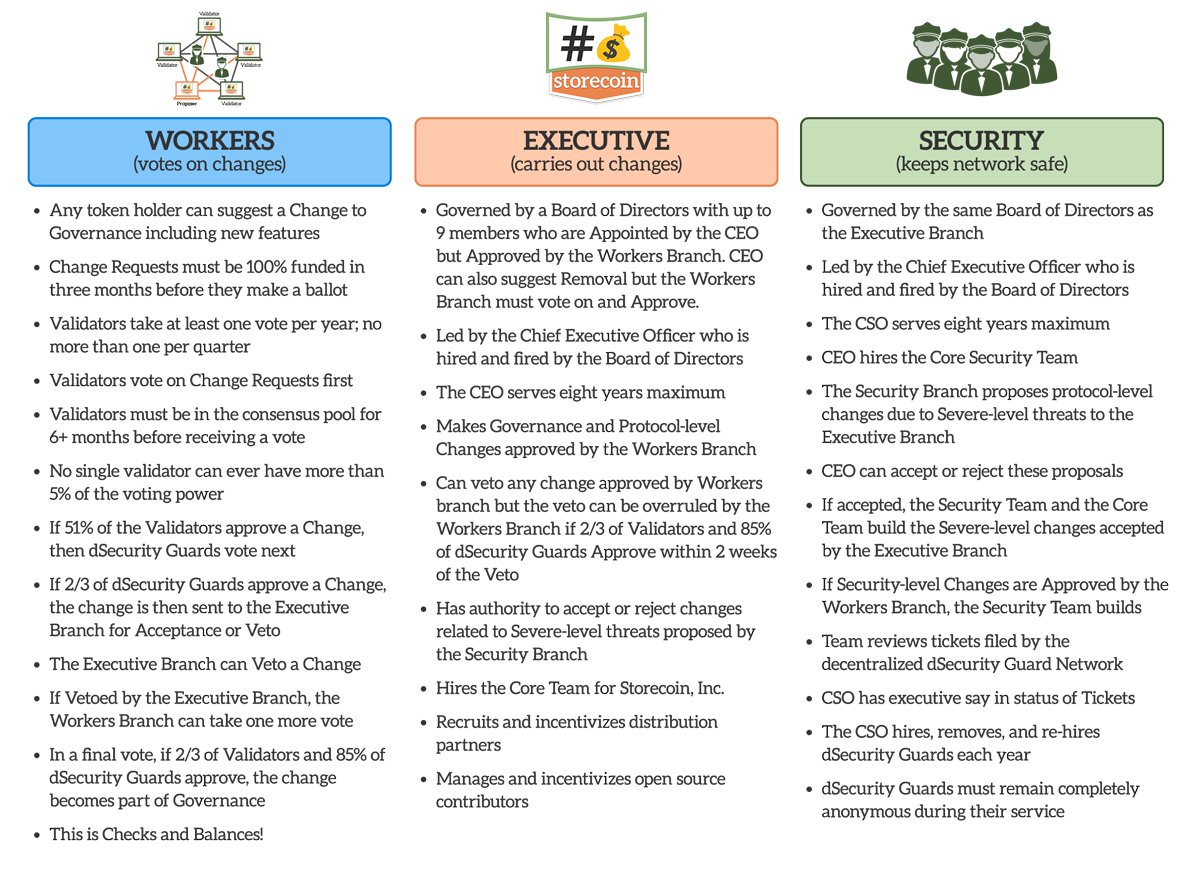 Validator
Validator
Validator
Proposer
Validator
#
$
storecoin
WORKERS
(votes on changes)
• Any token holder can suggest a Change to
Governance including new features
• Change Requests must be 100% funded in
three months before they make a ballot
• Validators take at least one vote per year; no
more than one per quarter
• Validators vote on Change Requests first
• Validators must be in the consensus pool for
6+ months before receiving a vote
• No single validator can ever have more than
5% of the voting power
• If 51% of the Validators approve a Change,
then dSecurity Guards vote next
• If 2/3 of dSecurity Guards approve a Change,
the change is then sent to the Executive
Branch for Acceptance or Veto
• The Executive Branch can Veto a Change
• If Vetoed by the Executive Branch, the
Workers Branch can take one more vote
• In a final vote, if 2/3 of Validators and 85% of
dSecurity Guards approve, the change
becomes part of Governance
• This is Checks and Balances!
EXECUTIVE
(carries out changes)
• Governed by a Board of Directors with up to
9 members who are Appointed by the CEO
but Approved by the Workers Branch. CEO
can also suggest Removal but the Workers
Branch must vote on and Approve.
• Led by the Chief Executive Officer who is
hired and fired by the Board of Directors
• The CEO serves eight years maximum
• Makes Governance and Protocol-level
Changes approved by the Workers Branch
• Can veto any change approved by Workers
branch but the veto can be overruled by the
Workers Branch if 2/3 of Validators and 85%
of dSecurity Guards Approve within 2 weeks
of the Veto
• Has authority to accept or reject changes
related to Severe-level threats proposed by
the Security Branch
• Hires the Core Team for Storecoin, Inc.
• Recruits and incentivizes distribution
partners
• Manages and incentivizes open source
contributors
SECURITY
(keeps network safe)
• Governed by the same Board of Directors as
the Executive Branch
• Led by the Chief Executive Officer who is
hired and fired by the Board of Directors
• The CSO serves eight years maximum
• CEO hires the Core Security Team
• The Security Branch proposes protocol-level
changes due to Severe-level threats to the
Executive Branch
• CEO can accept or reject these proposals
• If accepted, the Security Team and the Core
Team build the Severe-level changes accepted
by the Executive Branch
• If Security-level Changes are Approved by the
Workers Branch, the Security Team builds
• Team reviews tickets filed by the
decentralized dSecurity Guard Network
• CSO has executive say in status of Tickets
• The CSO hires, removes, and re-hires
dSecurity Guards each year
• dSecurity Guards must remain completely
anonymous during their service